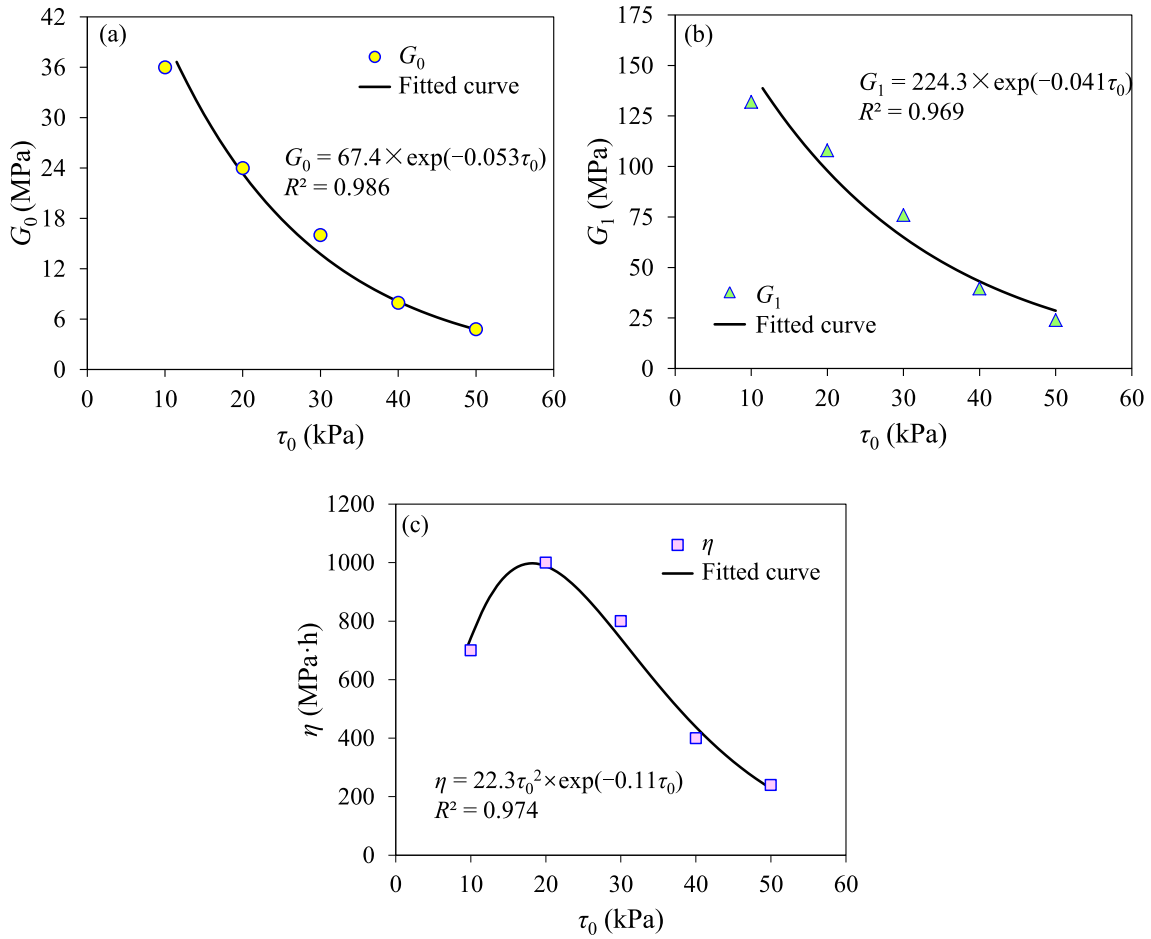 (a)
42
36
30
24
18
12
6
0
G₀ (MPa)
G₀
Fitted curve
G₀ = 67.4×exp(−0.053τ₀)
R² = 0.986
0 10 20 30 40 50 60
τ₀ (kPa)
(b)
175
150
125
100
75
50
25
0
G₁ (MPa)
G₁ = 224.3×exp(−0.041τ₀)
R² = 0.969
G₁
Fitted curve
0 10 20 30 40 50 60
τ₀ (kPa)
(c)
1200
1000
800
600
400
200
0
η (MPa·h)
η
Fitted curve
η = 22.3τ₀²×exp(−0.11τ₀)
R² = 0.974
0 10 20 30 40 50 60
τ₀ (kPa)